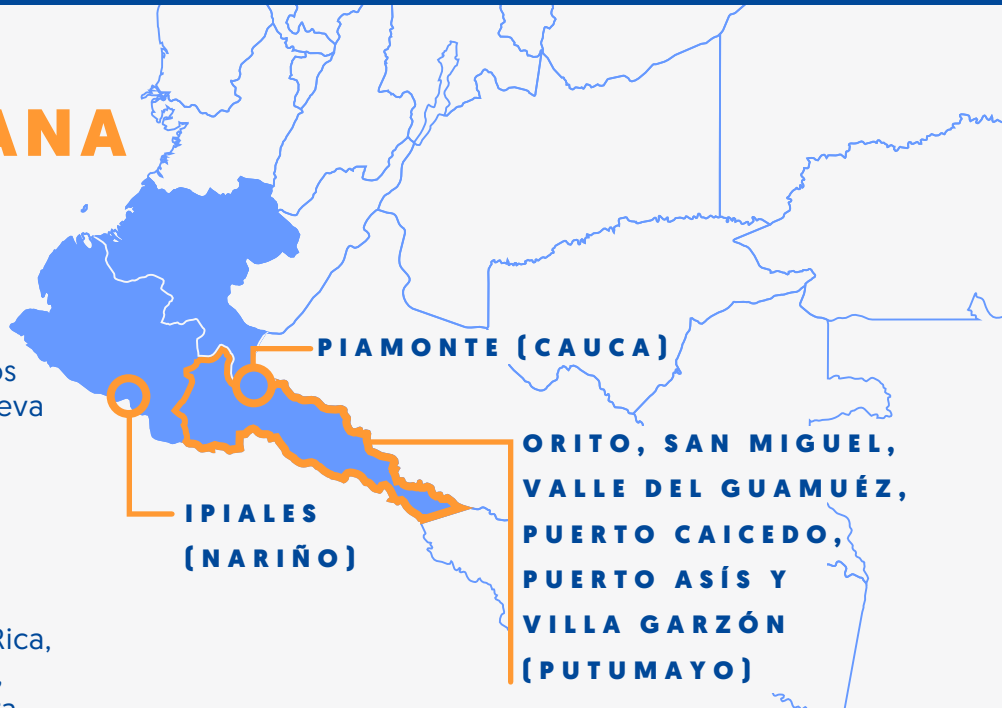 ANA
PIAMONTE (CAUCA)
os
eva
ORITO, SAN MIGUEL,
VALLE DEL GUAMUÉZ,
PUERTO CAICEDO,
PUERTO ASÍS Y
VILLA GARZÓN
(PUTUMAYO)
IPIALES
(NARIÑO)
Rica,